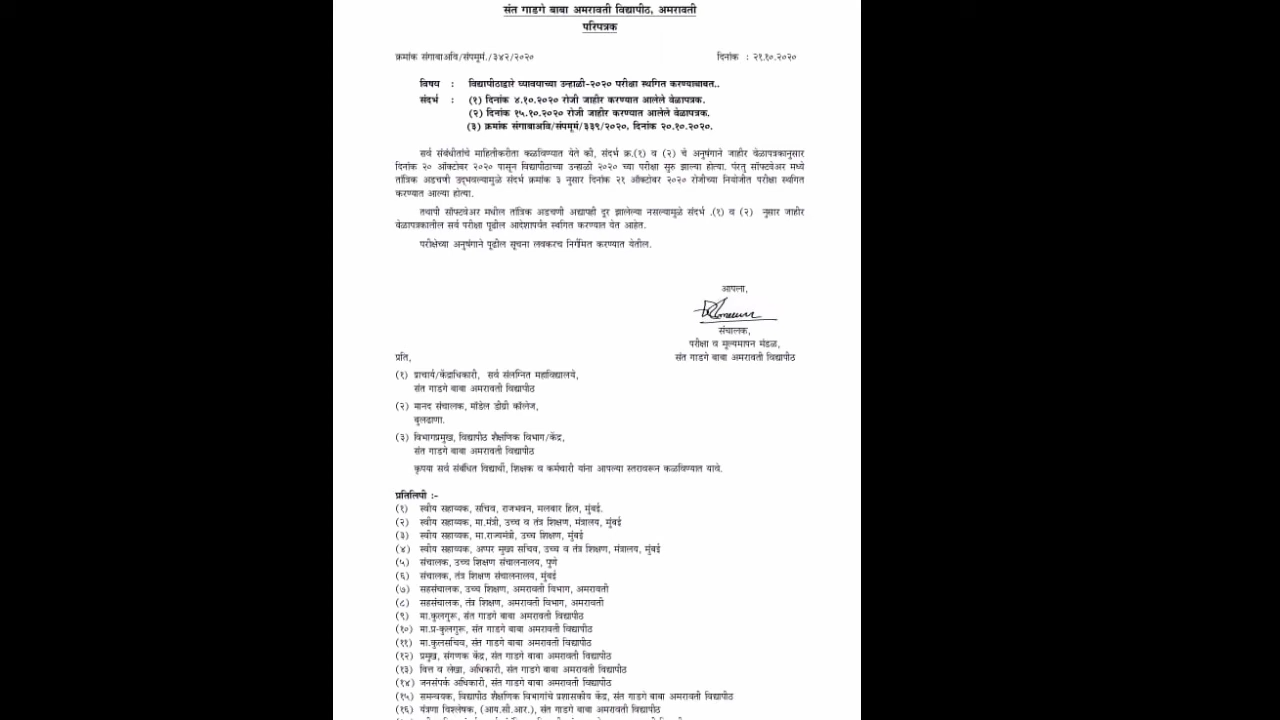 संत गाडगे बाबा अमरावती विद्यापीठ, अमरावती
परिपत्रक
क्रमांक संगाबाअवि/संपमूमं./३४२/२०२० दिनांक : २१.१०.२०२०
विषय : विद्यापीठाद्वारे घ्यावयाच्या उन्हाळी-२०२० परीक्षा स्थगित करण्याबाबत..
संदर्भ : (१) दिनांक ४.१०.२०२० रोजी जाहीर करण्यात आलेले वेळापत्रक.
(२) दिनांक १५.१०.२०२० रोजी जाहीर करण्यात आलेले वेळापत्रक.
(३) क्रमांक संगाबाअवि/संपमूमं/३३९/२०२०, दिनांक २०.१०.२०२०.
सर्व संबंधीतांचे माहितीकरीता कळविण्यात येते की, संदर्भ क्र.(१) व (२) चे अनुषंगाने जाहीर वेळापत्रकानुसार
दिनांक २० ऑक्टोंबर २०२० पासून विद्यापीठाच्या उन्हाळी २०२० च्या परीक्षा सुरु झाल्या होत्या. पंरतु सॉफ्टवेअर मध्ये
तांत्रिक अडचणी उद्भवल्यामुळे संदर्भ क्रमांक ३ नुसार दिनांक २१ ऑक्टोंबर २०२० रोजीच्या नियोजीत परीक्षा स्थगित
करण्यात आल्या होत्या.
तथापी सॉफ्टवेअर मधील तांत्रिक अडचणी अद्यापही दुर झालेल्या नसल्यामुळे संदर्भ .(१) व (२) नुसार जाहीर
वेळापत्रकातील सर्व परीक्षा पूढील आदेशापर्यंत स्थगित करण्यात येत आहेत.
परीक्षेच्या अनुषंगाने पूढील सूचना लवकरच निर्गमित करण्यात येतील.
आपला,
संचालक,
परीक्षा व मूल्यमापन मंडळ,
संत गाडगे बाबा अमरावती विद्यापीठ
प्रति,
(१) प्राचार्य/केंद्राधिकारी, सर्व संलग्नित महाविद्यालये,
संत गाडगे बाबा अमरावती विद्यापीठ
(२) मानद संचालक, मॉडेल डीग्री कॉलेज,
बुलढाणा.
(३) विभागप्रमुख, विद्यापीठ शैक्षणिक विभाग/केंद्र,
संत गाडगे बाबा अमरावती विद्यापीठ
कृपया सर्व संबंधित विद्यार्थी, शिक्षक व कर्मचारी यांना आपल्या स्तरावरून कळविण्यात यावे.
प्रतिलिपी :-
(१) स्वीय सहाय्यक, सचिव, राजभवन, मलबार हिल, मुंबई.
(२) स्वीय सहाय्यक, मा.मंत्री, उच्च व तंत्र शिक्षण, मंत्रालय, मुंबई
(३) स्वीय सहाय्यक, मा.राज्यमंत्री, उच्च शिक्षण, मुंबई
(४) स्वीय सहाय्यक, अप्पर मुख्य सचिव, उच्च व तंत्र शिक्षण, मंत्रालय, मुंबई
(५) संचालक, उच्च शिक्षण संचालनालय, पुणे
(६) संचालक, तंत्र शिक्षण संचालनालय, मुंबई
(७) सहसंचालक, उच्च शिक्षण, अमरावती विभाग, अमरावती
(८) सहसंचालक, तंत्र शिक्षण, अमरावती विभाग, अमरावती
(९) मा.कुलगुरू, संत गाडगे बाबा अमरावती विद्यापीठ
(१०) मा.प्र-कुलगूरू, संत गाडगे बाबा अमरावती विद्यापीठ
(११) मा.कुलसचिव, संत गाडगे बाबा अमरावती विद्यापीठ
(१२) प्रमुख, संगणक केंद्र, संत गाडगे बाबा अमरावती विद्यापीठ
(१३) वित्त व लेखा, अधिकारी, संत गाडगे बाबा अमरावती विद्यापीठ
(१४) जनसंपर्क अधिकारी, संत गाडगे बाबा अमरावती विद्यापीठ
(१५) समन्वयक, विद्यापीठ शैक्षणिक विभागांचे प्रशासकीय केंद्र, संत गाडगे बाबा अमरावती विद्यापीठ
(१६) यंत्रणा विश्लेषक, (आय.सी.आर.), संत गाडगे बाबा अमरावती विद्यापीठ